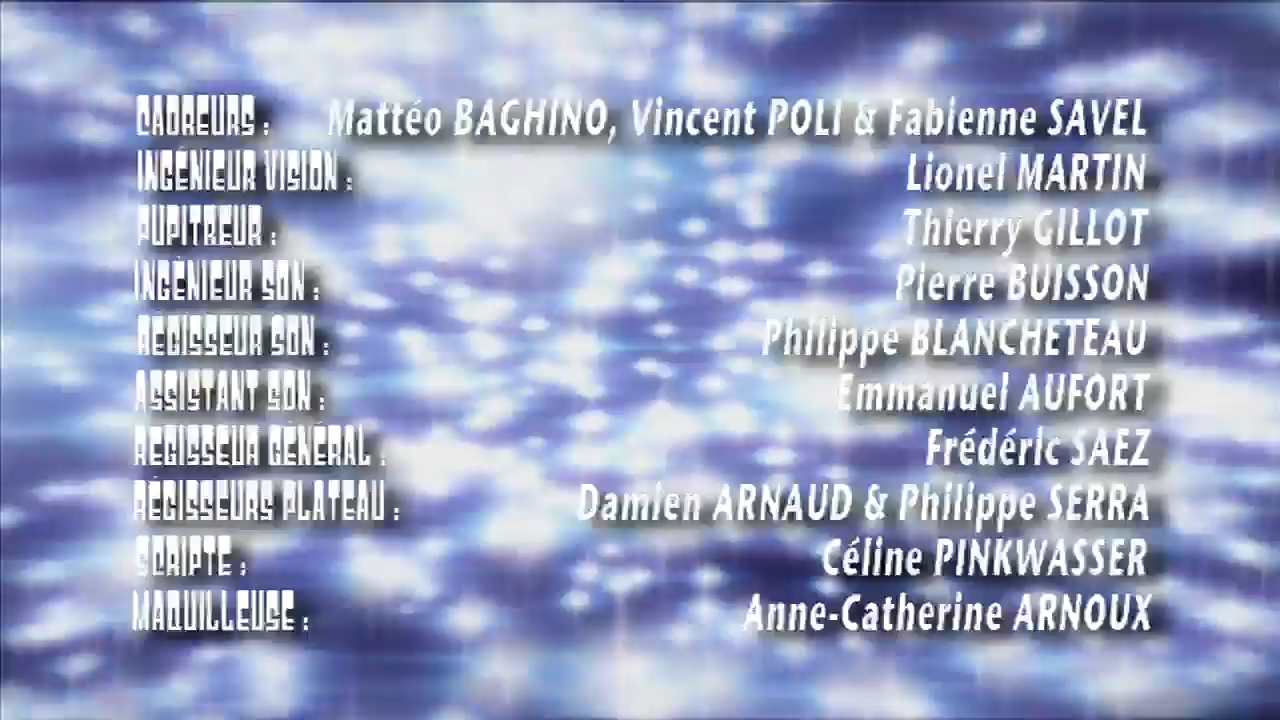 CADREURS : Mattéo BAGHINO, Vincent POLI & Fabienne SAVEL
INGÉNIEUR VISION : Lionel MARTIN
PUPITREUR : Thierry GILLOT
INGÉNIEUR SON : Pierre BUISSON
RÉGISSEUR SON : Philippe BLANCHETEAU
ASSISTANT SON : Emmanuel AUFORT
RÉGISSEUR GÉNÉRAL : Frédéric SAEZ
RÉGISSEURS PLATEAU : Damien ARNAUD & Philippe SERRA
SCRIPTE : Céline PINKWASSER
MAQUILLEUSE : Anne-Catherine ARNOUX